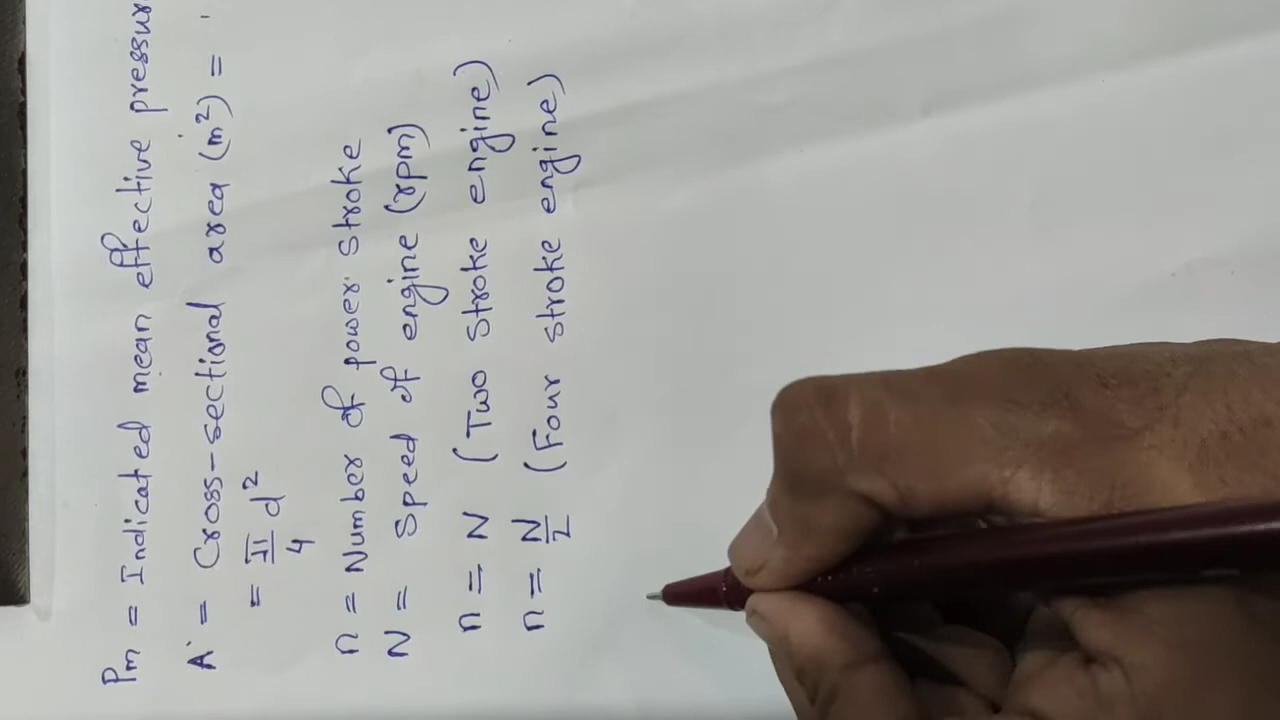 Pm = Indicated mean effective pressur
A = Cross-sectional area (m²) =
= π/4 d²
n = Number of power stroke
N = Speed of engine (rpm)
n = N (Two stroke engine)
n = N/2 (Four stroke engine)